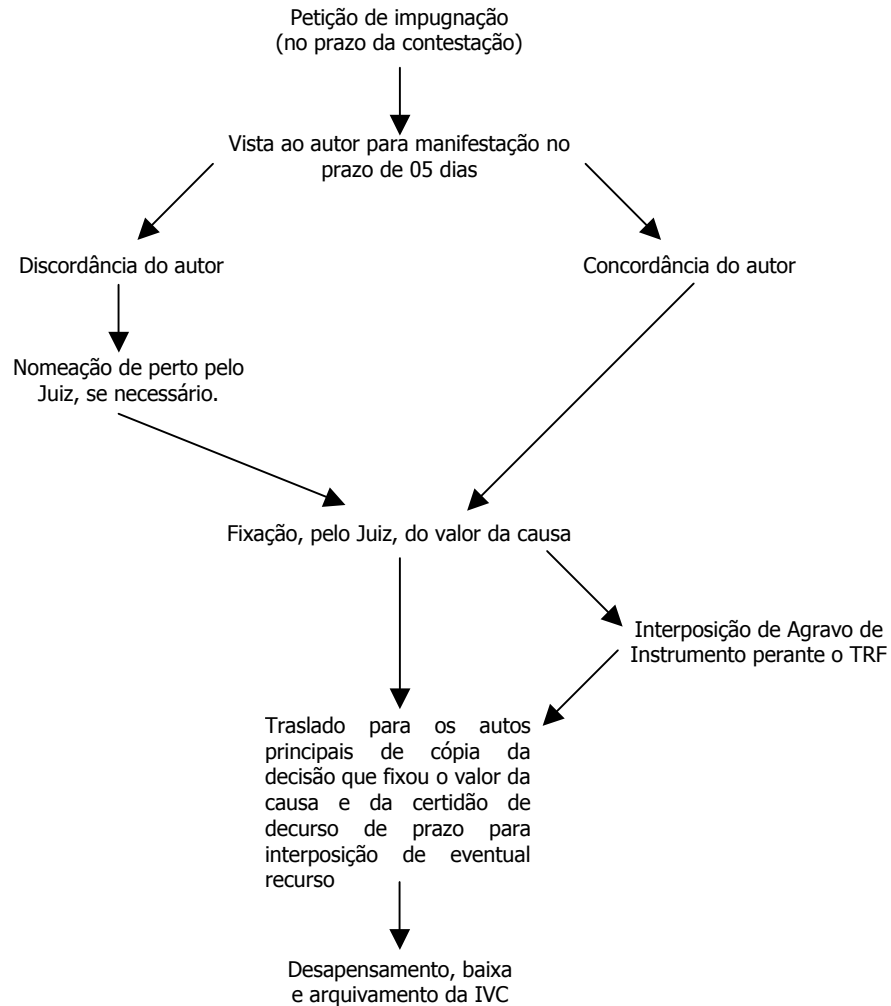 Petição de impugnação
(no prazo da contestação)
Vista ao autor para manifestação no
prazo de 05 dias
Discordância do autor
Concordância do autor
Nomeação de perto pelo
Juiz, se necessário.
Fixação, pelo Juiz, do valor da causa
Interposição de Agravo de
Instrumento perante o TRF
Traslado para os autos
principais de cópia da
decisão que fixou o valor da
causa e da certidão de
decurso de prazo para
interposição de eventual
recurso
Desapensamento, baixa
e arquivamento da IVC